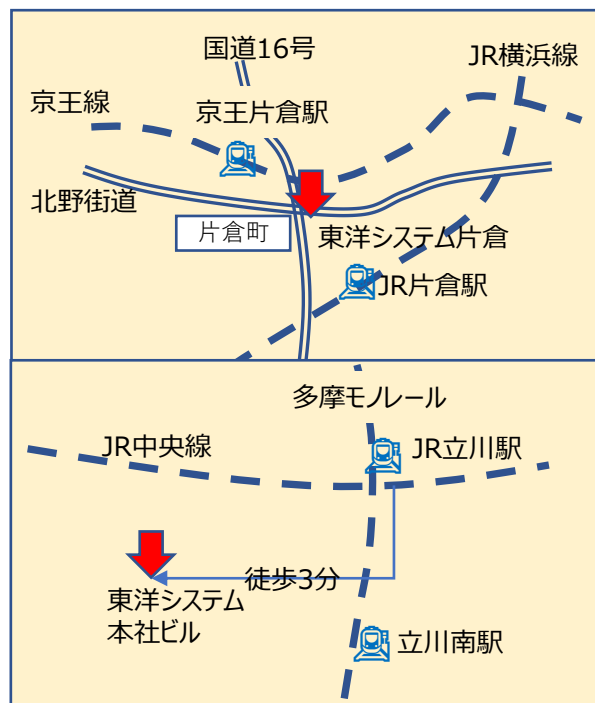 国道16号
JR横浜線
京王線
京王片倉駅
北野街道
片倉町
東洋システム片倉
JR片倉駅
多摩モノレール
JR中央線
JR立川駅
徒歩3分
東洋システム
本社ビル
立川南駅